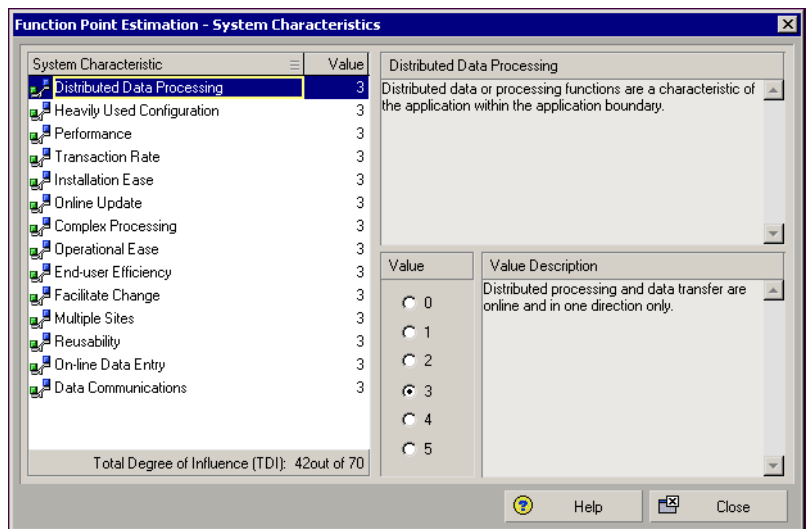 Function Point Estimation - System Characteristics
System Characteristic Value
Distributed Data Processing 3
Heavily Used Configuration 3
Performance 3
Transaction Rate 3
Installation Ease 3
Online Update 3
Complex Processing 3
Operational Ease 3
End-user Efficiency 3
Facilitate Change 3
Multiple Sites 3
Reusability 3
On-line Data Entry 3
Data Communications 3
Total Degree of Influence (TDI): 42out of 70
Distributed Data Processing
Distributed data or processing functions are a characteristic of
the application within the application boundary.
Value
0
1
2
3
4
5
Value Description
Distributed processing and data transfer are
online and in one direction only.
Help
Close